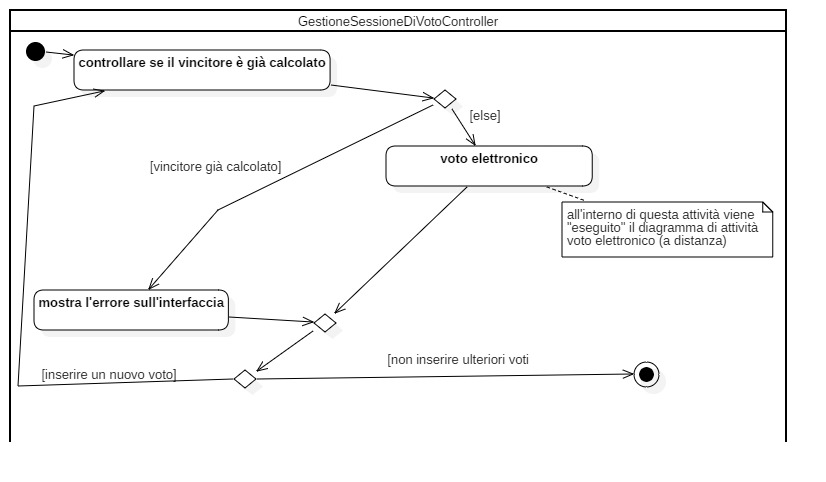 GestioneSessioneDiVotoController
controllare se il vincitore è già calcolato
[else]
voto elettronico
[vincitore già calcolato]
all'interno di questa attività viene
"eseguito" il diagramma di attività
voto elettronico (a distanza)
mostra l'errore sull'interfaccia
[non inserire ulteriori voti
[inserire un nuovo voto]